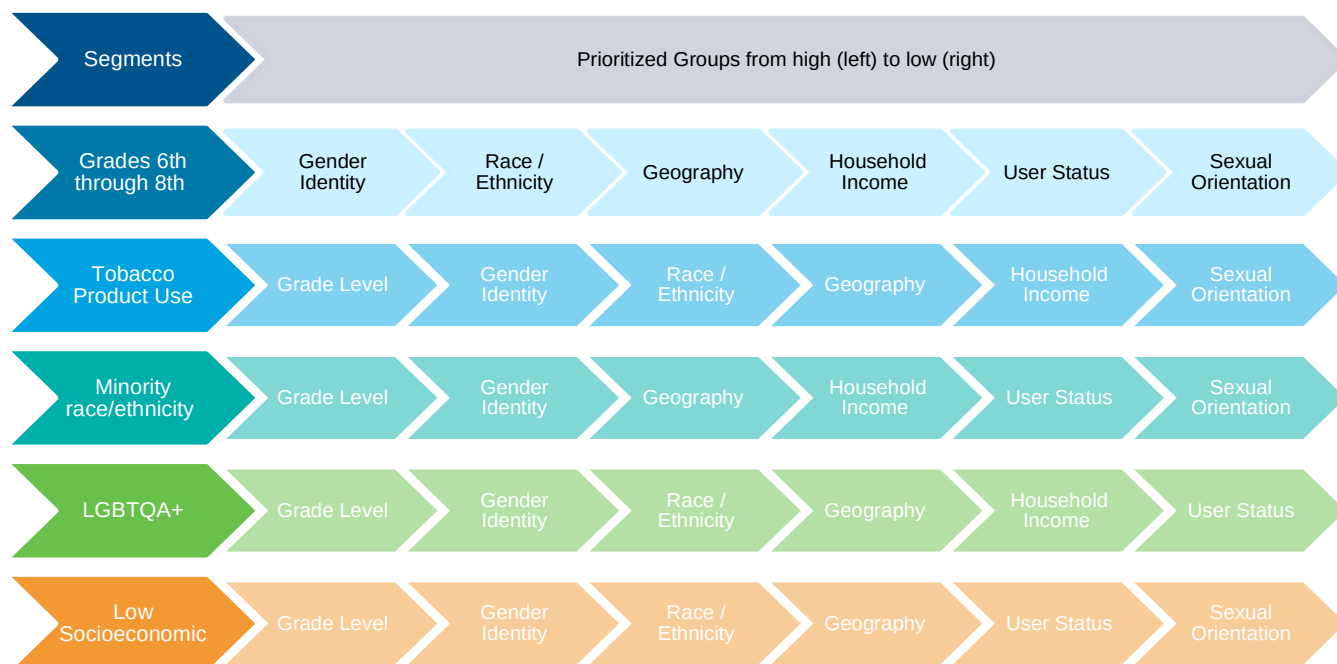 Segments
Prioritized Groups from high (left) to low (right)
Grades 6th
through 8th
Gender
Identity
Race /
Ethnicity
Geography
Household
Income
User Status
Sexual
Orientation
Tobacco
Product Use
Grade Level
Gender
Identity
Race /
Ethnicity
Geography
Household
Income
Sexual
Orientation
Minority
race/ethnicity
Grade Level
Gender
Identity
Geography
Household
Income
User Status
Sexual
Orientation
LGBTQA+
Grade Level
Gender
Identity
Race /
Ethnicity
Geography
Household
Income
User Status
Low
Socioeconomic
Grade Level
Gender
Identity
Race /
Ethnicity
Geography
User Status
Sexual
Orientation